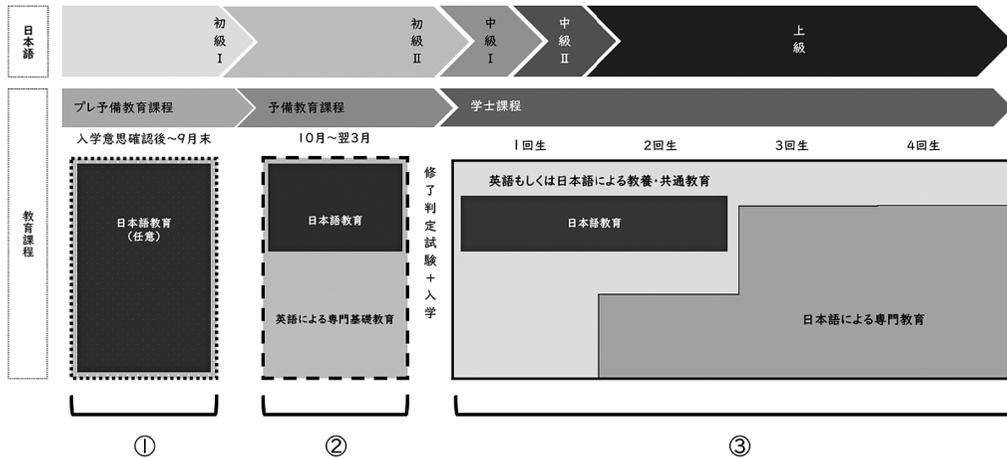 日本語
初級Ⅰ
初級Ⅱ
中級Ⅰ
中級Ⅱ
上級
教育課程
プレ予備教育課程
予備教育課程
学士課程
入学意思確認後～9月末
10月～翌3月
1回生
2回生
3回生
4回生
日本語教育
(任意)
日本語教育
英語による専門基礎教育
修了判定試験＋入学
英語もしくは日本語による教養・共通教育
日本語教育
日本語による専門教育
①
②
③